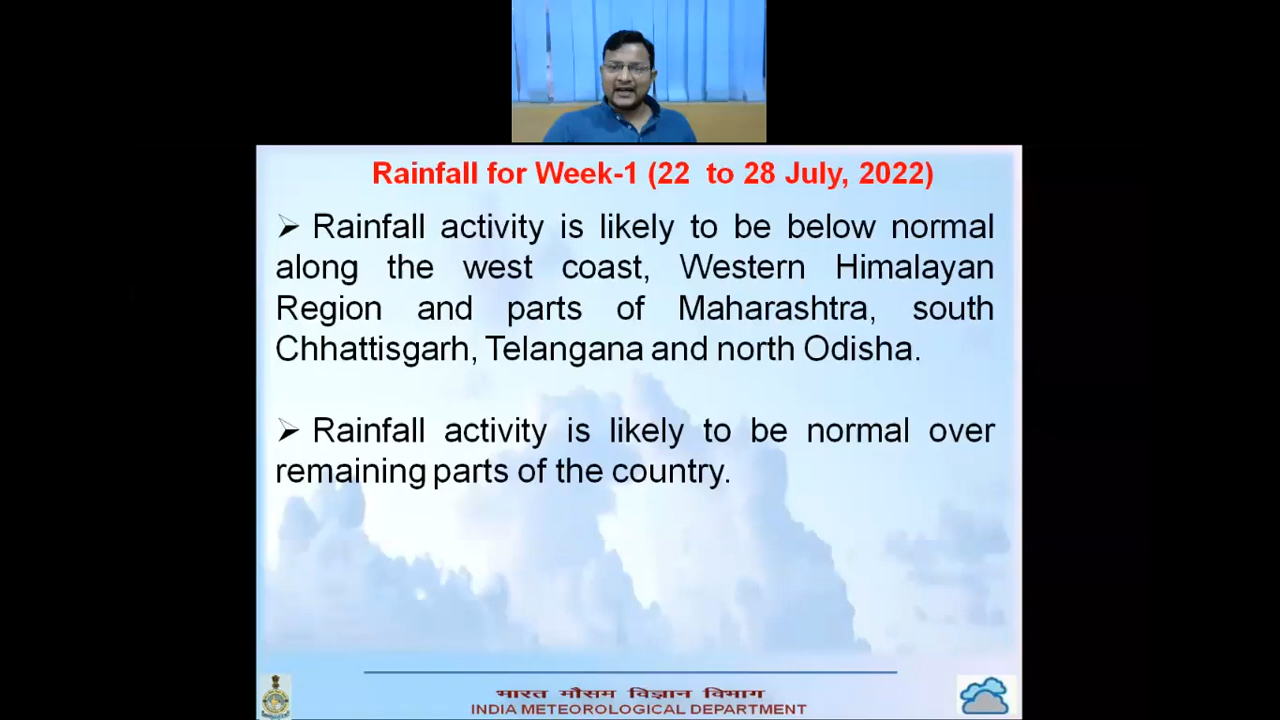 Rainfall for Week-1 (22 to 28 July, 2022)
➢ Rainfall activity is likely to be below normal
along the west coast, Western Himalayan
Region and parts of Maharashtra, south
Chhattisgarh, Telangana and north Odisha.
➢ Rainfall activity is likely to be normal over
remaining parts of the country.
भारत मौसम विज्ञान विभाग
INDIA METEOROLOGICAL DEPARTMENT